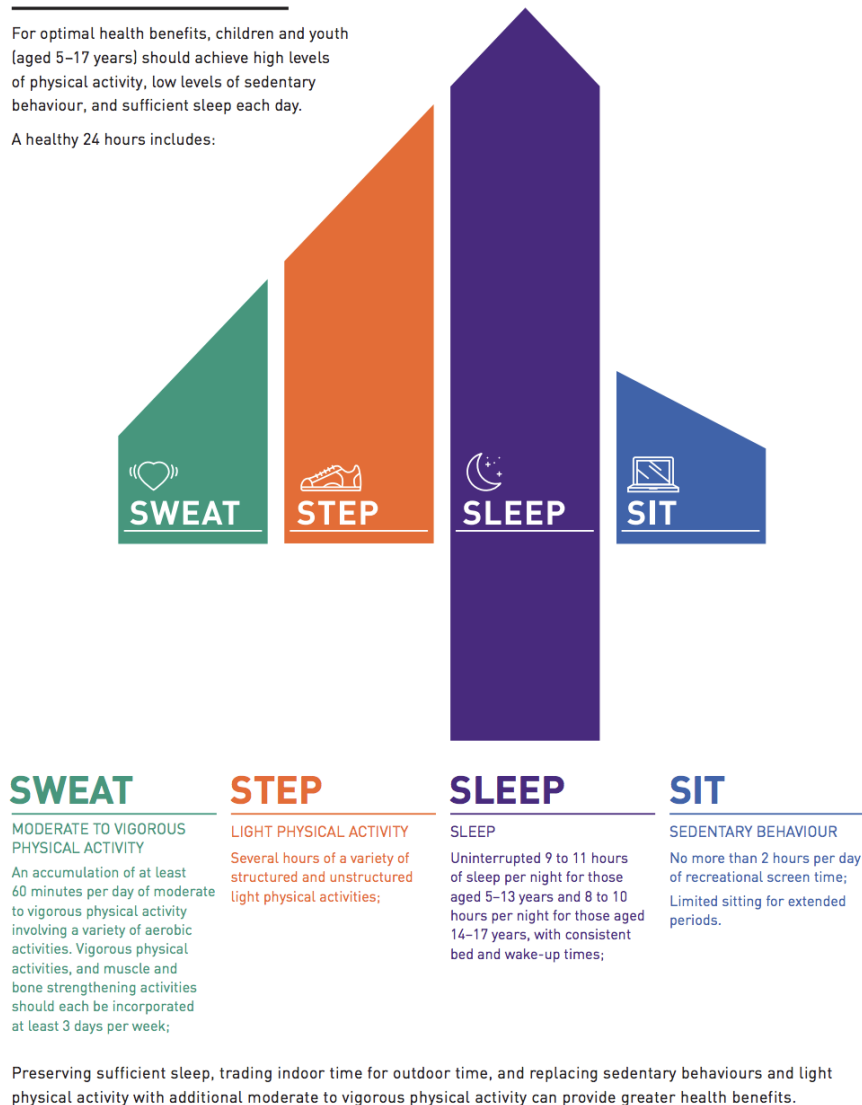 For optimal health benefits, children and youth
(aged 5–17 years) should achieve high levels
of physical activity, low levels of sedentary
behaviour, and sufficient sleep each day.
A healthy 24 hours includes:
SWEAT
STEP
SLEEP
SIT
SWEAT
MODERATE TO VIGOROUS
PHYSICAL ACTIVITY
An accumulation of at least
60 minutes per day of moderate
to vigorous physical activity
involving a variety of aerobic
activities. Vigorous physical
activities, and muscle and
bone strengthening activities
should each be incorporated
at least 3 days per week;
STEP
LIGHT PHYSICAL ACTIVITY
Several hours of a variety of
structured and unstructured
light physical activities;
SLEEP
SLEEP
Uninterrupted 9 to 11 hours
of sleep per night for those
aged 5–13 years and 8 to 10
hours per night for those aged
14–17 years, with consistent
bed and wake-up times;
SIT
SEDENTARY BEHAVIOUR
No more than 2 hours per day
of recreational screen time;
Limited sitting for extended
periods.
Preserving sufficient sleep, trading indoor time for outdoor time, and replacing sedentary behaviours and light
physical activity with additional moderate to vigorous physical activity can provide greater health benefits.